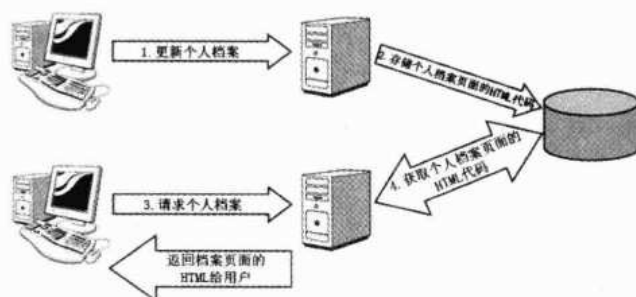 1. 更新个人档案
2. 存储个人档案页面的HTML代码
4. 获取个人档案页面的
HTML代码
3. 请求个人档案
返回档案页面的
HTML给用户